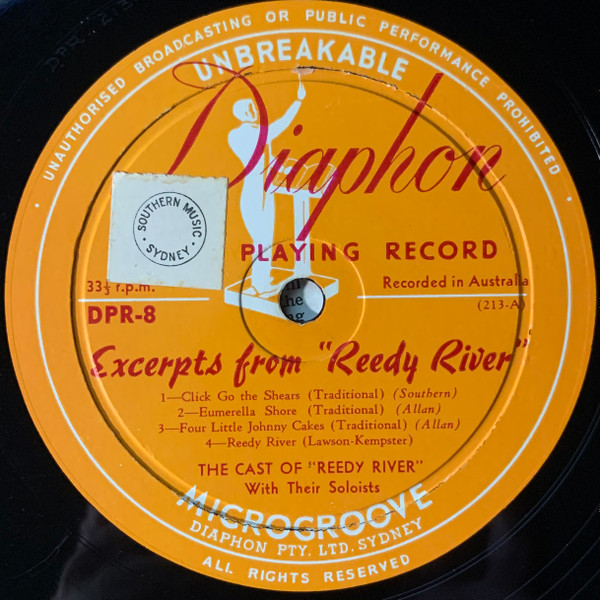 UNAUTHORISED BROADCASTING OR PUBLIC PERFORMANCE PROHIBITED
UNBREAKABLE
Diaphon
SOUTHERN MUSIC
SYDNEY
PLAYING RECORD
33⅓ r.p.m.
Recorded in Australia
DPR-8
(213-A)
the
Excerpts from "Reedy River"
1—Click Go the Shears (Traditional) (Southern)
2—Eumerella Shore (Traditional) (Allan)
3—Four Little Johnny Cakes (Traditional) (Allan)
4—Reedy River (Lawson-Kempster)
THE CAST OF "REEDY RIVER"
With Their Soloists
MICROGROOVE
DIAPHON PTY. LTD. SYDNEY
ALL RIGHTS RESERVED